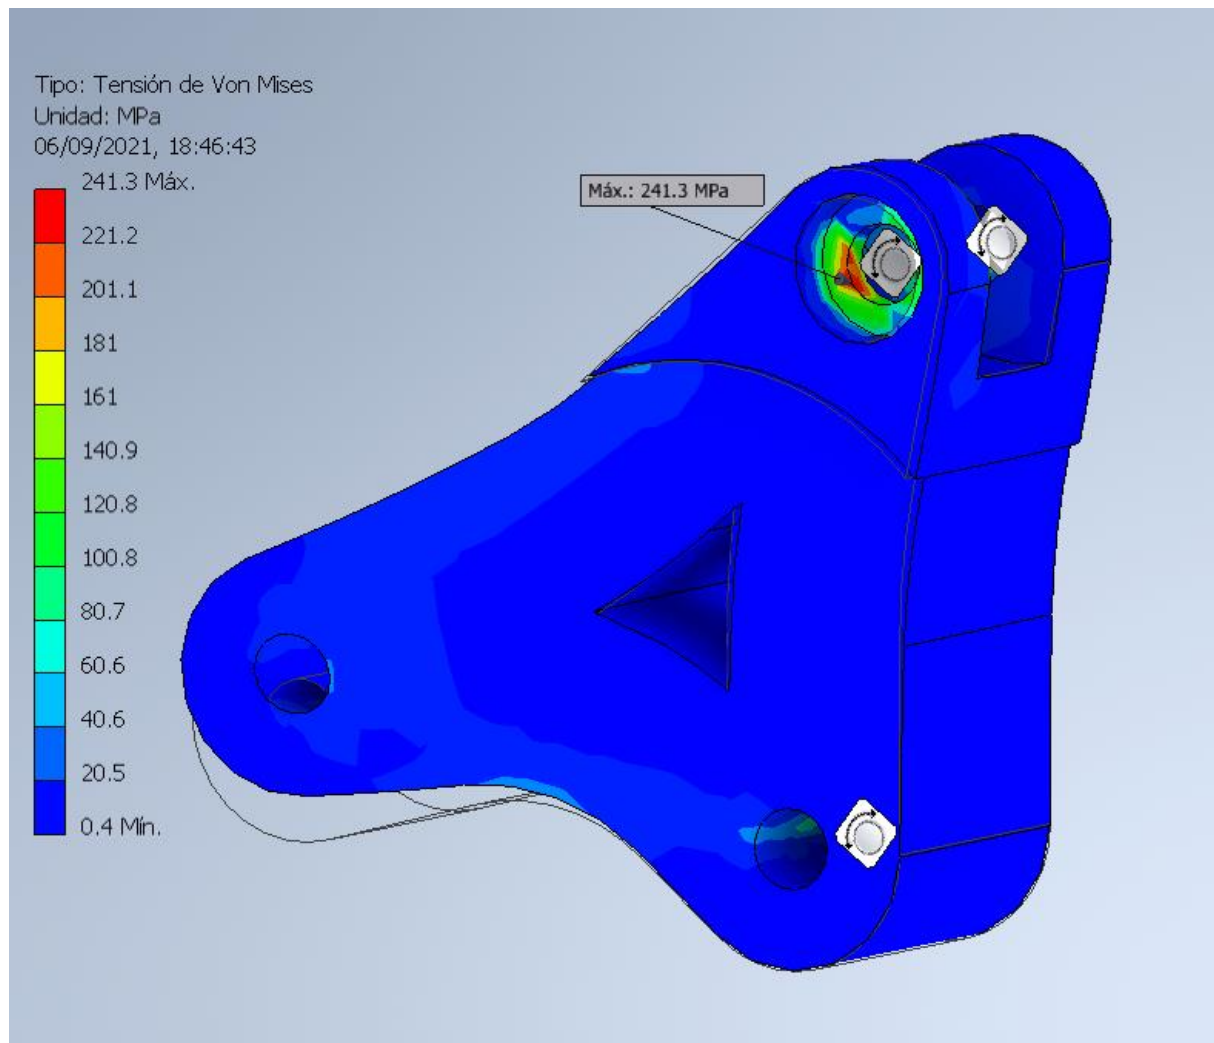 Tipo: Tensión de Von Mises
Unidad: MPa
06/09/2021, 18:46:43
241.3 Máx.
Máx.: 241.3 MPa
221.2
201.1
181
161
140.9
120.8
100.8
80.7
60.6
40.6
20.5
0.4 Mín.